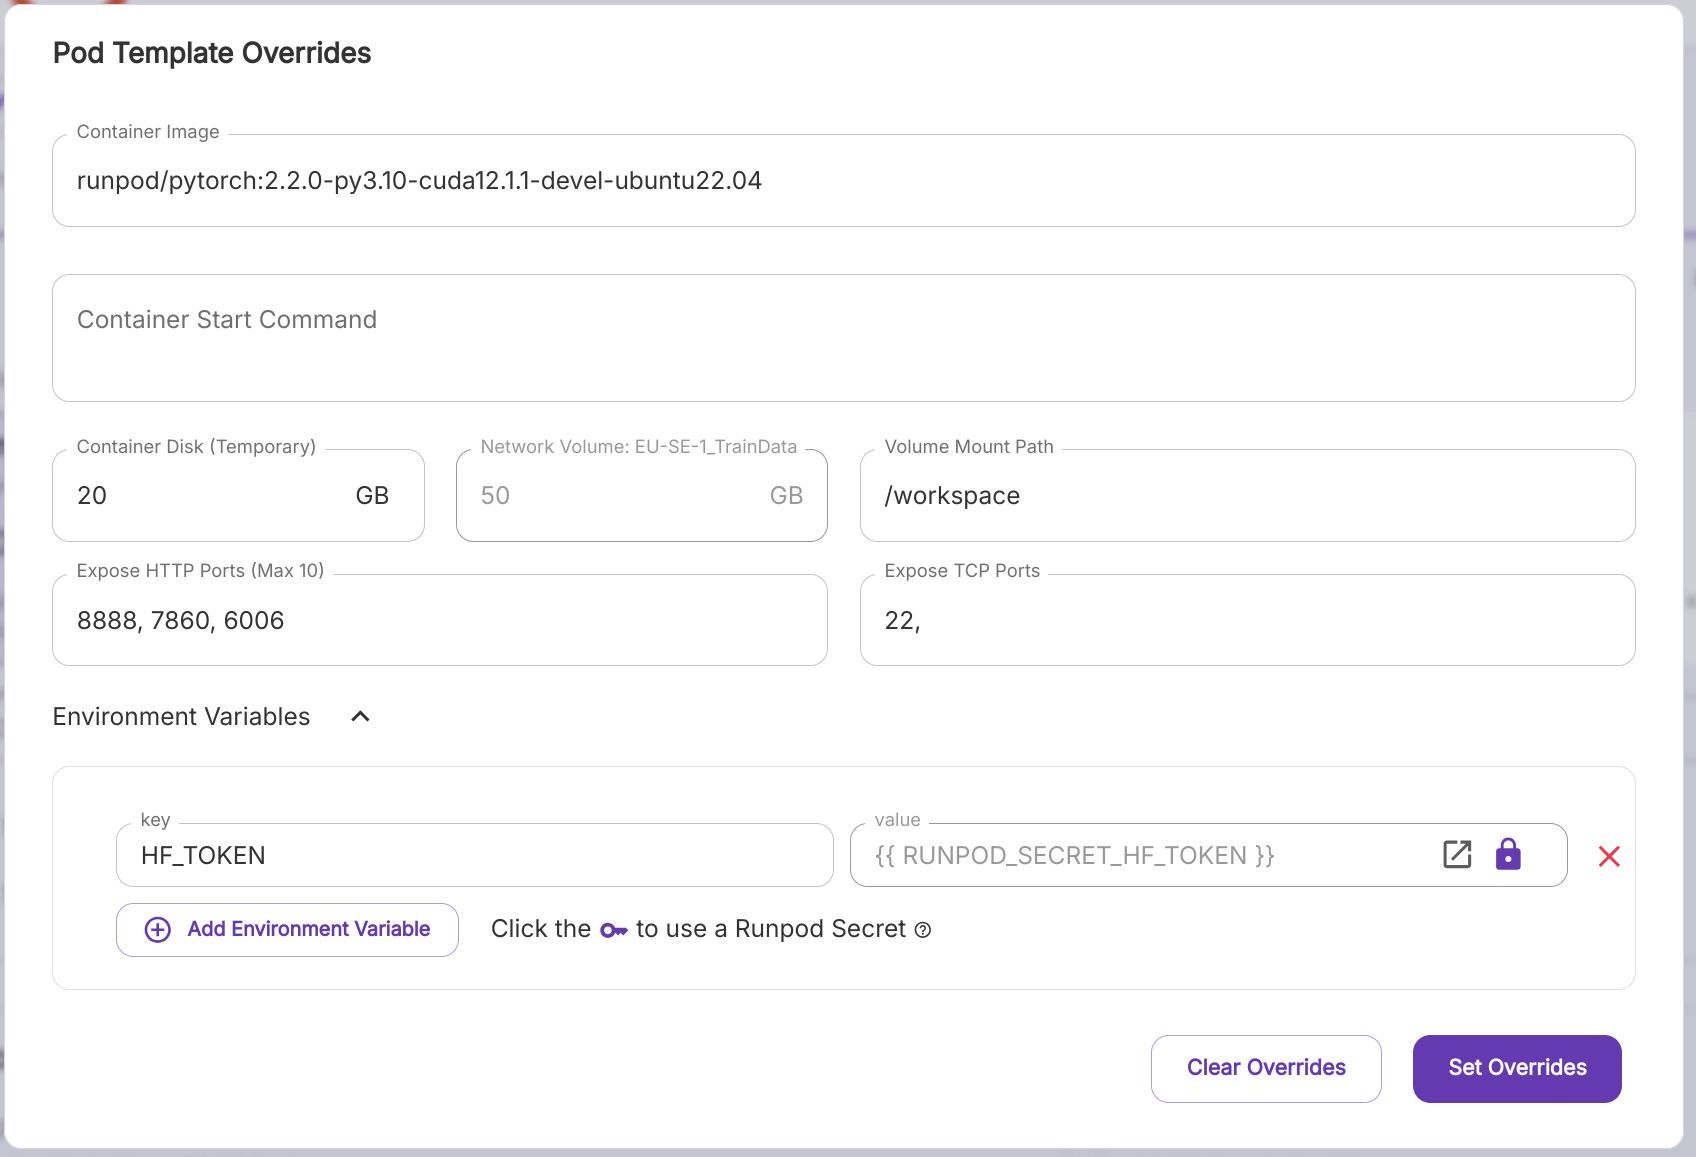 Pod Template Overrides
Container Image
runpod/pytorch:2.2.0-py3.10-cuda12.1.1-devel-ubuntu22.04
Container Start Command
Container Disk (Temporary)
20 GB
Network Volume: EU-SE-1_TrainData
50 GB
Volume Mount Path
/workspace
Expose HTTP Ports (Max 10)
8888, 7860, 6006
Expose TCP Ports
22,
Environment Variables
key
HF_TOKEN
value
{{ RUNPOD_SECRET_HF_TOKEN }}
Add Environment Variable
Click the to use a Runpod Secret
Clear Overrides
Set Overrides